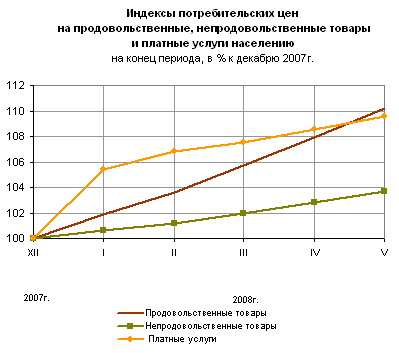 Индексы потребительских цен
на продовольственные, непродовольственные товары
и платные услуги населению
на конец периода, в % к декабрю 2007г.
112
110
108
106
104
102
100
XII I II III IV V
2007г. 2008г.
Продовольственные товары
Непродовольственные товары
Платные услуги